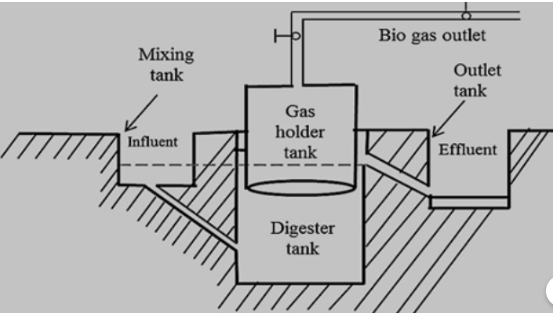 Bio gas outlet
Mixing
tank
Outlet
tank
Gas
holder
tank
Influent
Effluent
Digester
tank